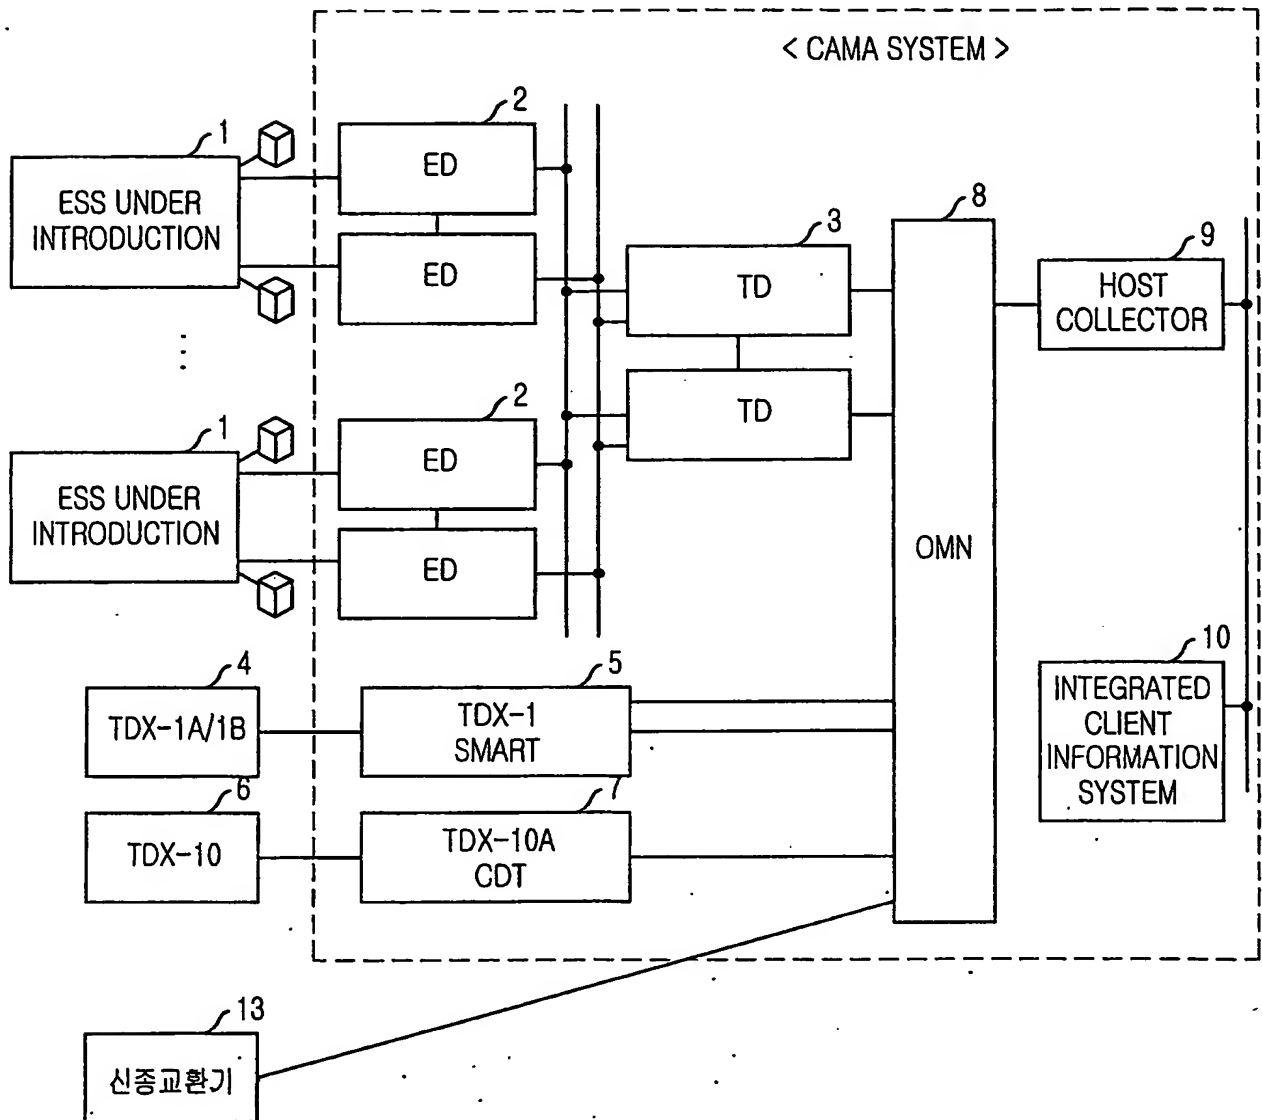 < CAMA SYSTEM >
1
ESS UNDER
INTRODUCTION
2
ED
ED
3
TD
TD
8
OMN
9
HOST
COLLECTOR
...
1
ESS UNDER
INTRODUCTION
2
ED
ED
4
TDX-1A/1B
5
TDX-1
SMART
6
TDX-10
7
TDX-10A
CDT
10
INTEGRATED
CLIENT
INFORMATION
SYSTEM
13
신종교환기